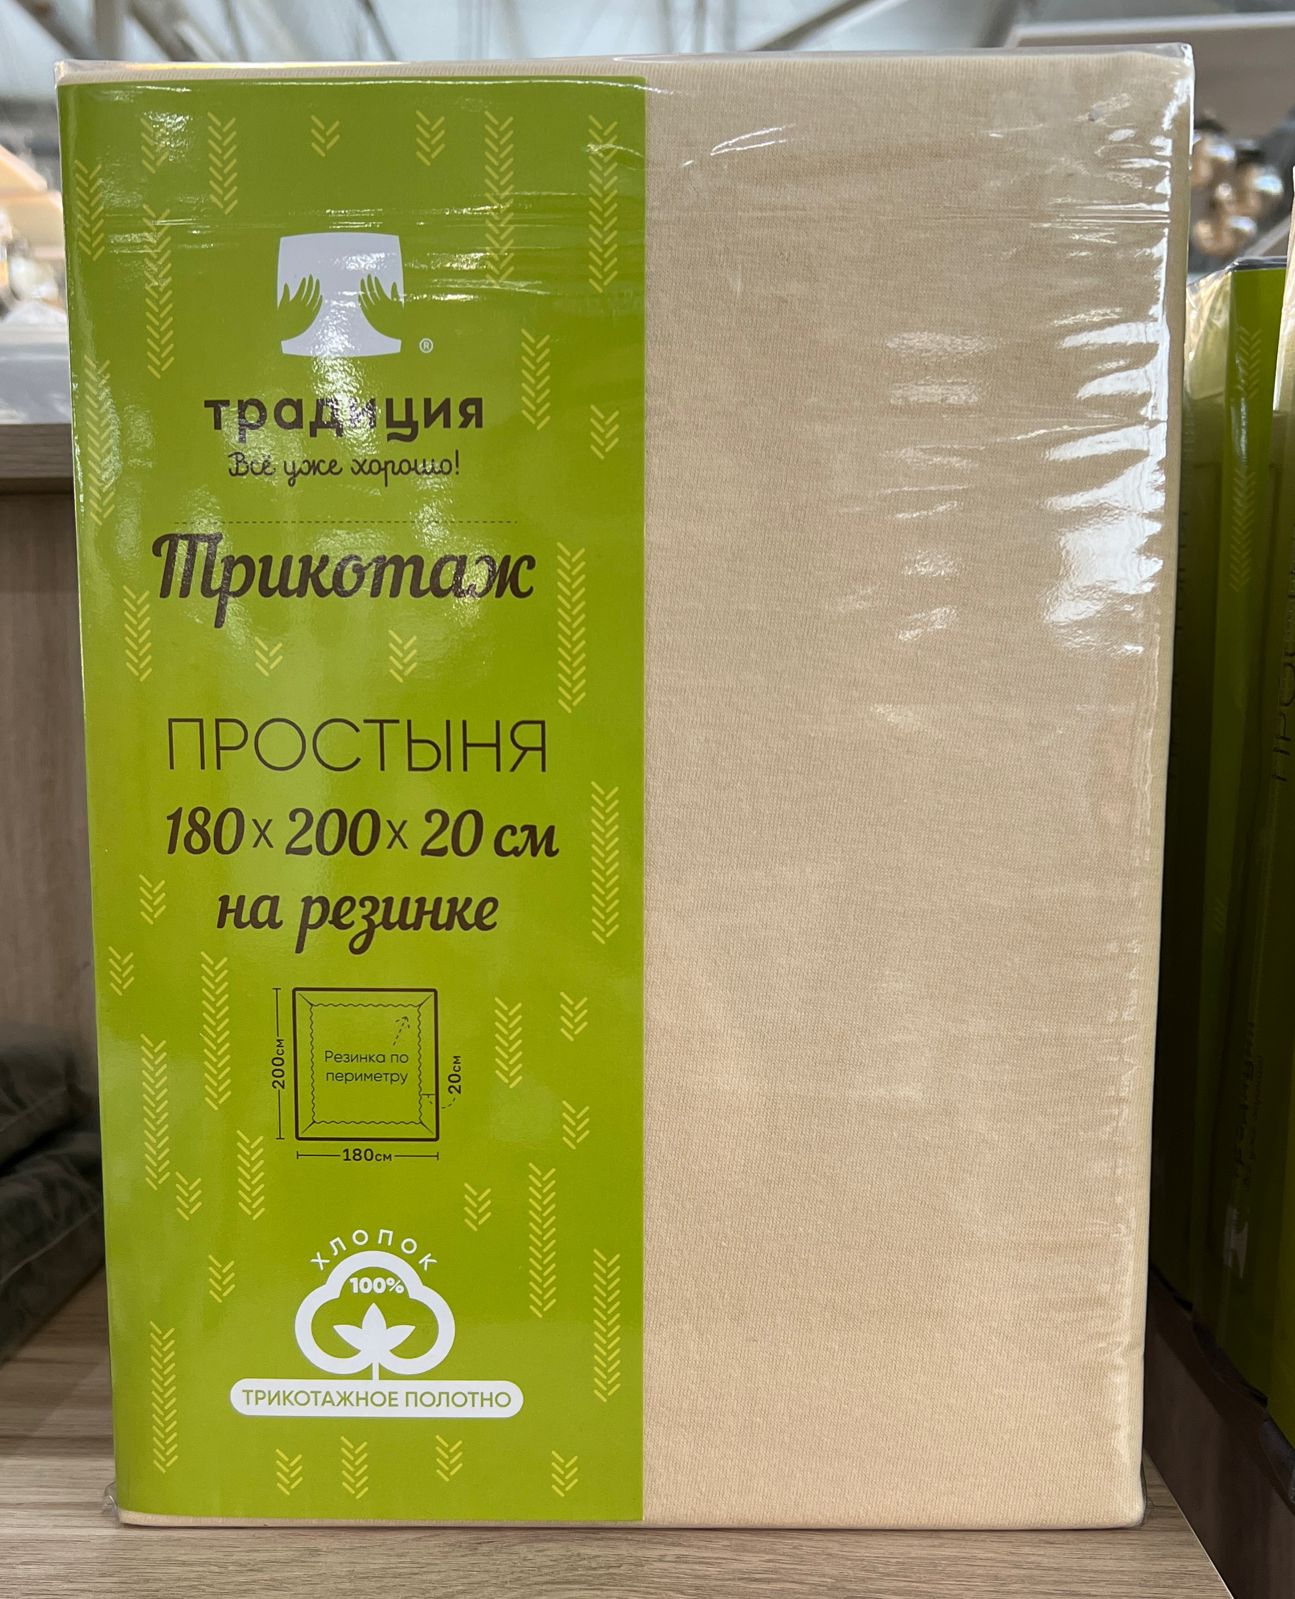 ®
традиция
Всё уже хорошо!
Трикотаж
ПРОСТЫНЯ
180 х 200 х 20 см
на резинке
Резинка по
периметру
200см
20см
180см
ХЛОПОК
100%
ТРИКОТАЖНОЕ ПОЛОТНО